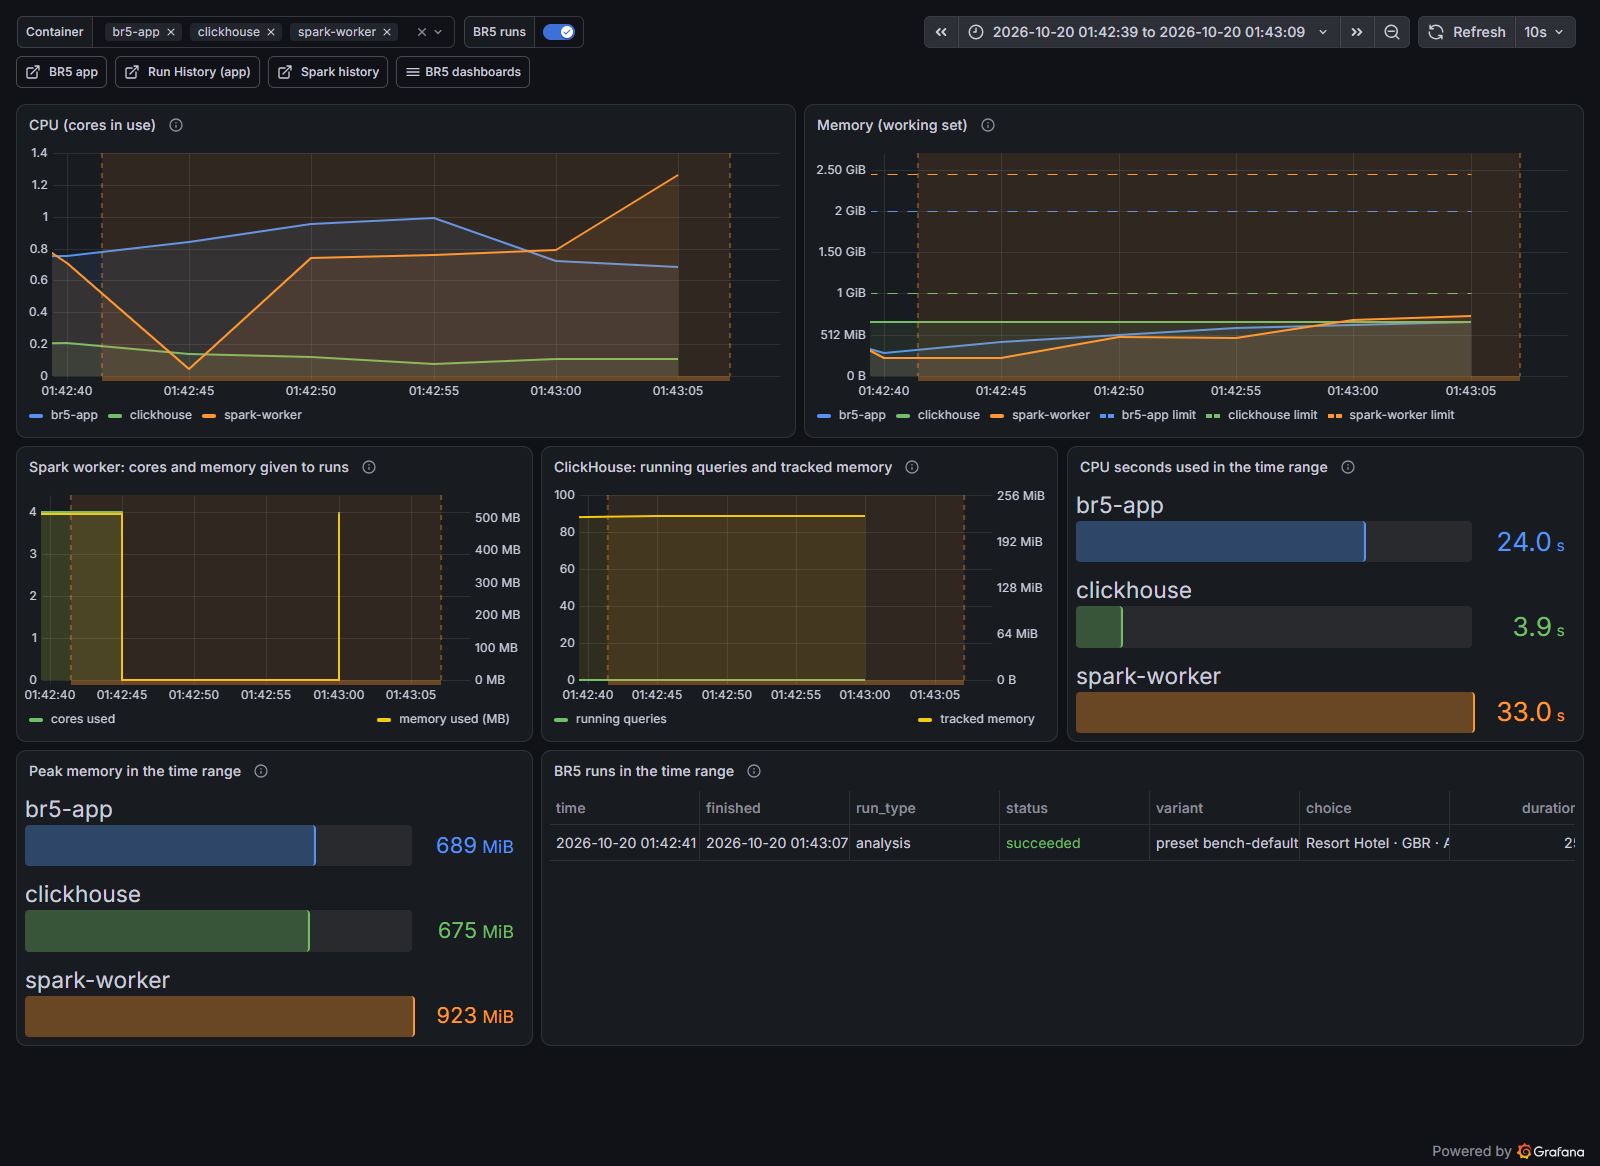 Container br5-app clickhouse spark-worker BR5 runs 2026-10-20 01:42:39 to 2026-10-20 01:43:09 Refresh 10s
BR5 app Run History (app) Spark history BR5 dashboards
CPU (cores in use)
1.4
1.2
1
0.8
0.6
0.4
0.2
0
01:42:40 01:42:45 01:42:50 01:42:55 01:43:00 01:43:05
br5-app clickhouse spark-worker
Memory (working set)
2.50 GiB
2 GiB
1.50 GiB
1 GiB
512 MiB
0 B
01:42:40 01:42:45 01:42:50 01:42:55 01:43:00 01:43:05
br5-app clickhouse spark-worker br5-app limit clickhouse limit spark-worker limit
Spark worker: cores and memory given to runs
4
3
2
1
0
500 MB
400 MB
300 MB
200 MB
100 MB
0 MB
01:42:40 01:42:45 01:42:50 01:42:55 01:43:00 01:43:05
cores used memory used (MB)
ClickHouse: running queries and tracked memory
100
80
60
40
20
0
256 MiB
192 MiB
128 MiB
64 MiB
0 B
01:42:40 01:42:45 01:42:50 01:42:55 01:43:00 01:43:05
running queries tracked memory
CPU seconds used in the time range
br5-app
24.0 s
clickhouse
3.9 s
spark-worker
33.0 s
Peak memory in the time range
br5-app
689 MiB
clickhouse
675 MiB
spark-worker
923 MiB
BR5 runs in the time range
time finished run_type status variant choice duration
2026-10-20 01:42:41 2026-10-20 01:43:07 analysis succeeded preset bench-default Resort Hotel · GBR ·
Powered by Grafana